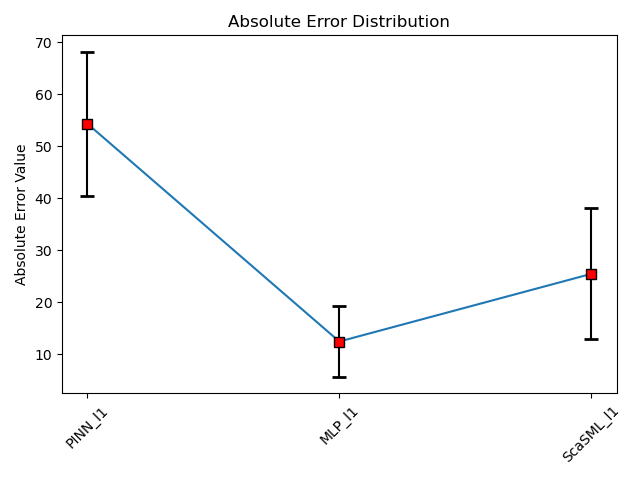 Absolute Error Distribution
Absolute Error Value
70
60
50
40
30
20
10
PINN_l1
MLP_l1
ScaSML_l1